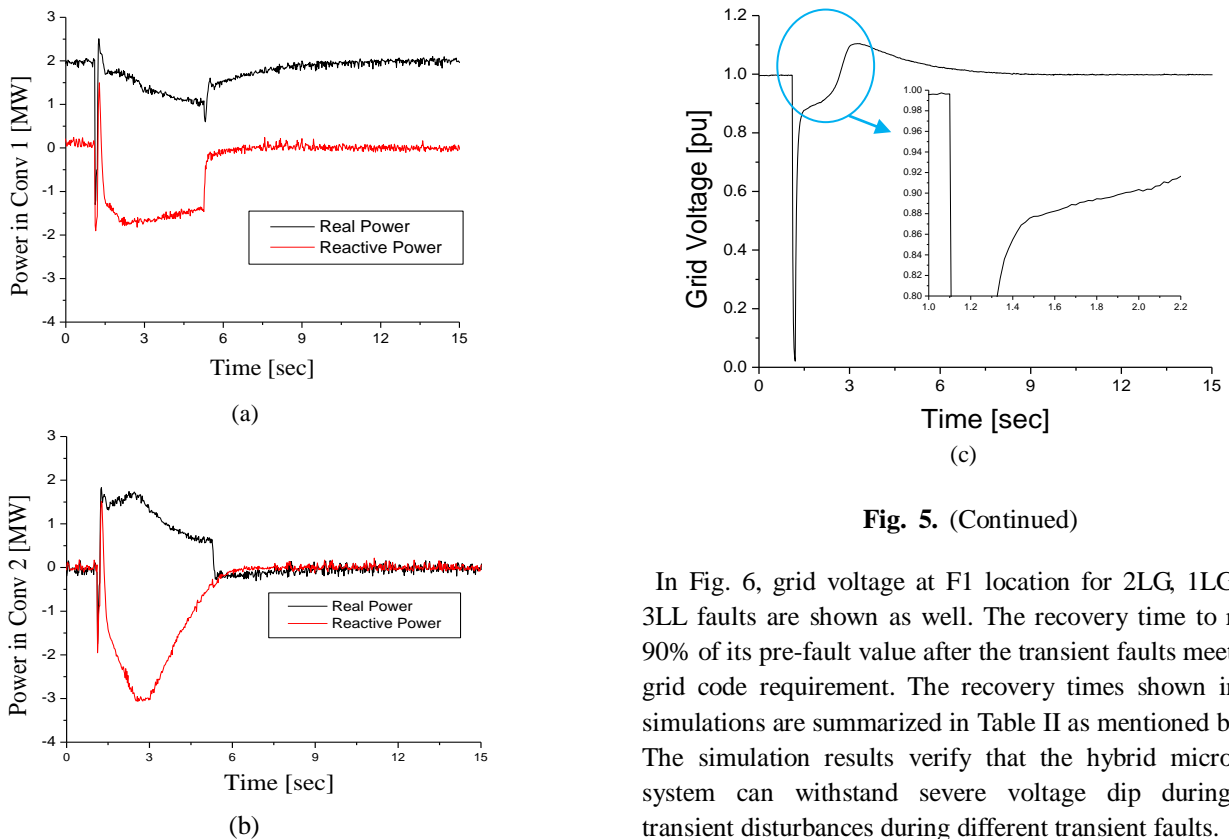 3
2
1
0
-1
-2
-3
-4
Power in Conv 1 [MW]
Real Power
Reactive Power
0 3 6 9 12 15
Time [sec]
(a)
3
2
1
0
-1
-2
-3
-4
Power in Conv 2 [MW]
Real Power
Reactive Power
0 3 6 9 12 15
Time [sec]
(b)
1.2
1.0
0.8
0.6
0.4
0.2
0.0
Grid Voltage [pu]
1.00
0.98
0.96
0.94
0.92
0.90
0.88
0.86
0.84
0.82
0.80
1.0 1.2 1.4 1.6 1.8 2.0 2.2
0 3 6 9 12 15
Time [sec]
(c)
Fig. 5. (Continued)
In Fig. 6, grid voltage at F1 location for 2LG, 1LG
3LL faults are shown as well. The recovery time to
90% of its pre-fault value after the transient faults meet
grid code requirement. The recovery times shown in
simulations are summarized in Table II as mentioned b
The simulation results verify that the hybrid micro
system can withstand severe voltage dip during
transient disturbances during different transient faults.